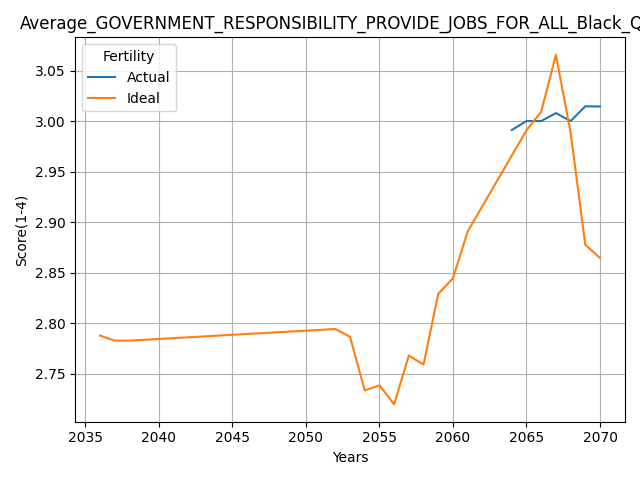 Average_GOVERNMENT_RESPONSIBILITY_PROVIDE_JOBS_FOR_ALL_Black_Q
Fertility
Actual
Ideal
3.05
3.00
2.95
2.90
2.85
2.80
2.75
Score(1-4)
2035 2040 2045 2050 2055 2060 2065 2070
Years